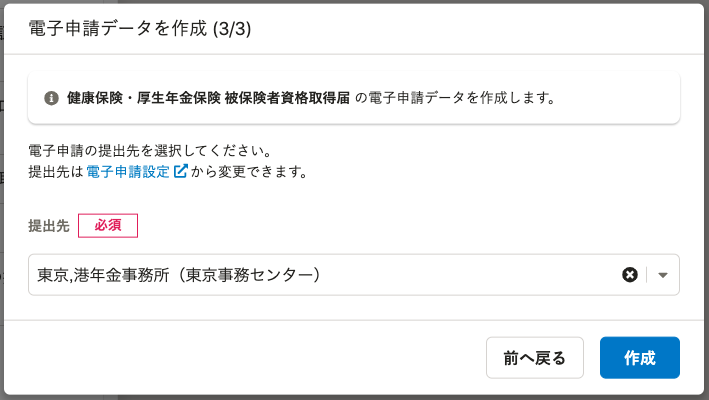 電子申請データを作成 (3/3)
健康保険・厚生年金保険 被保険者資格取得届 の電子申請データを作成します。
電子申請の提出先を選択してください。
提出先は 電子申請設定 から変更できます。
提出先 必須
東京,港年金事務所（東京事務センター）
前へ戻る 作成